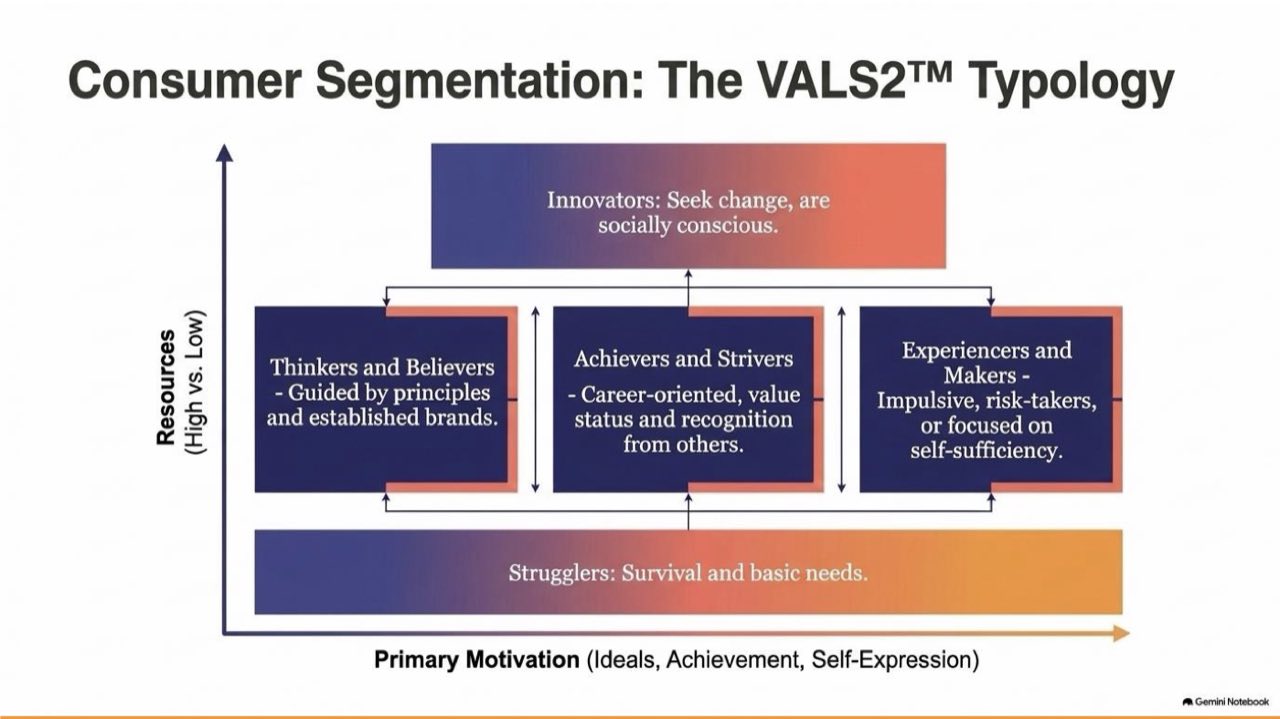 Consumer Segmentation: The VALS2™ Typology
Innovators: Seek change, are
socially conscious.
Resources
(High vs. Low)
Thinkers and Believers
- Guided by principles
and established brands.
Achievers and Strivers
- Career-oriented, value
status and recognition
from others.
Experiencers and
Makers -
Impulsive, risk-takers,
or focused on
self-sufficiency.
Strugglers: Survival and basic needs.
Primary Motivation (Ideals, Achievement, Self-Expression)
Gemini Notebook